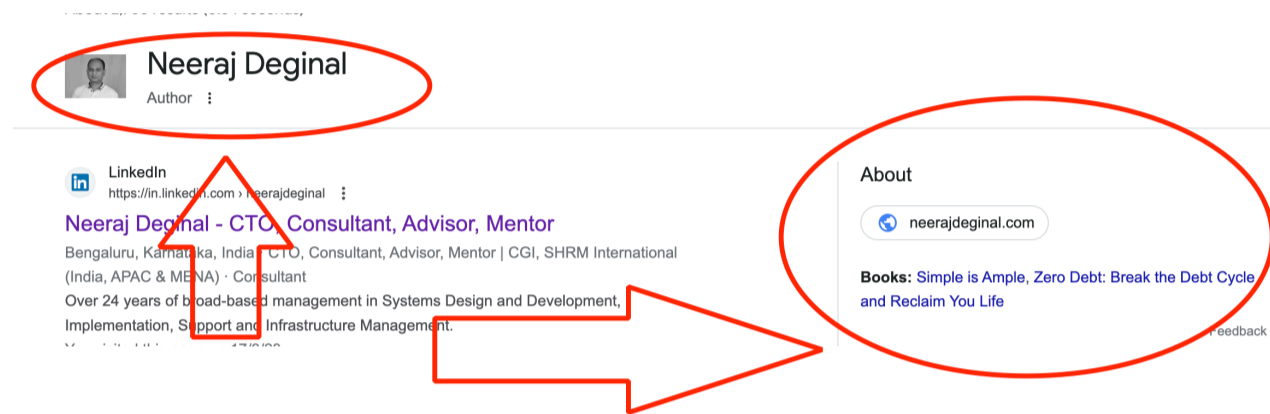 Neeraj Deginal
Author
LinkedIn
https://in.linkedin.com › neerajdeginal
Neeraj Deginal - CTO, Consultant, Advisor, Mentor
Bengaluru, Karnataka, India · CTO, Consultant, Advisor, Mentor | CGI, SHRM International
(India, APAC & MENA) · Consultant
Over 24 years of broad-based management in Systems Design and Development,
Implementation, Support and Infrastructure Management.
About
neerajdeginal.com
Books: Simple is Ample, Zero Debt: Break the Debt Cycle
and Reclaim You Life
Feedback